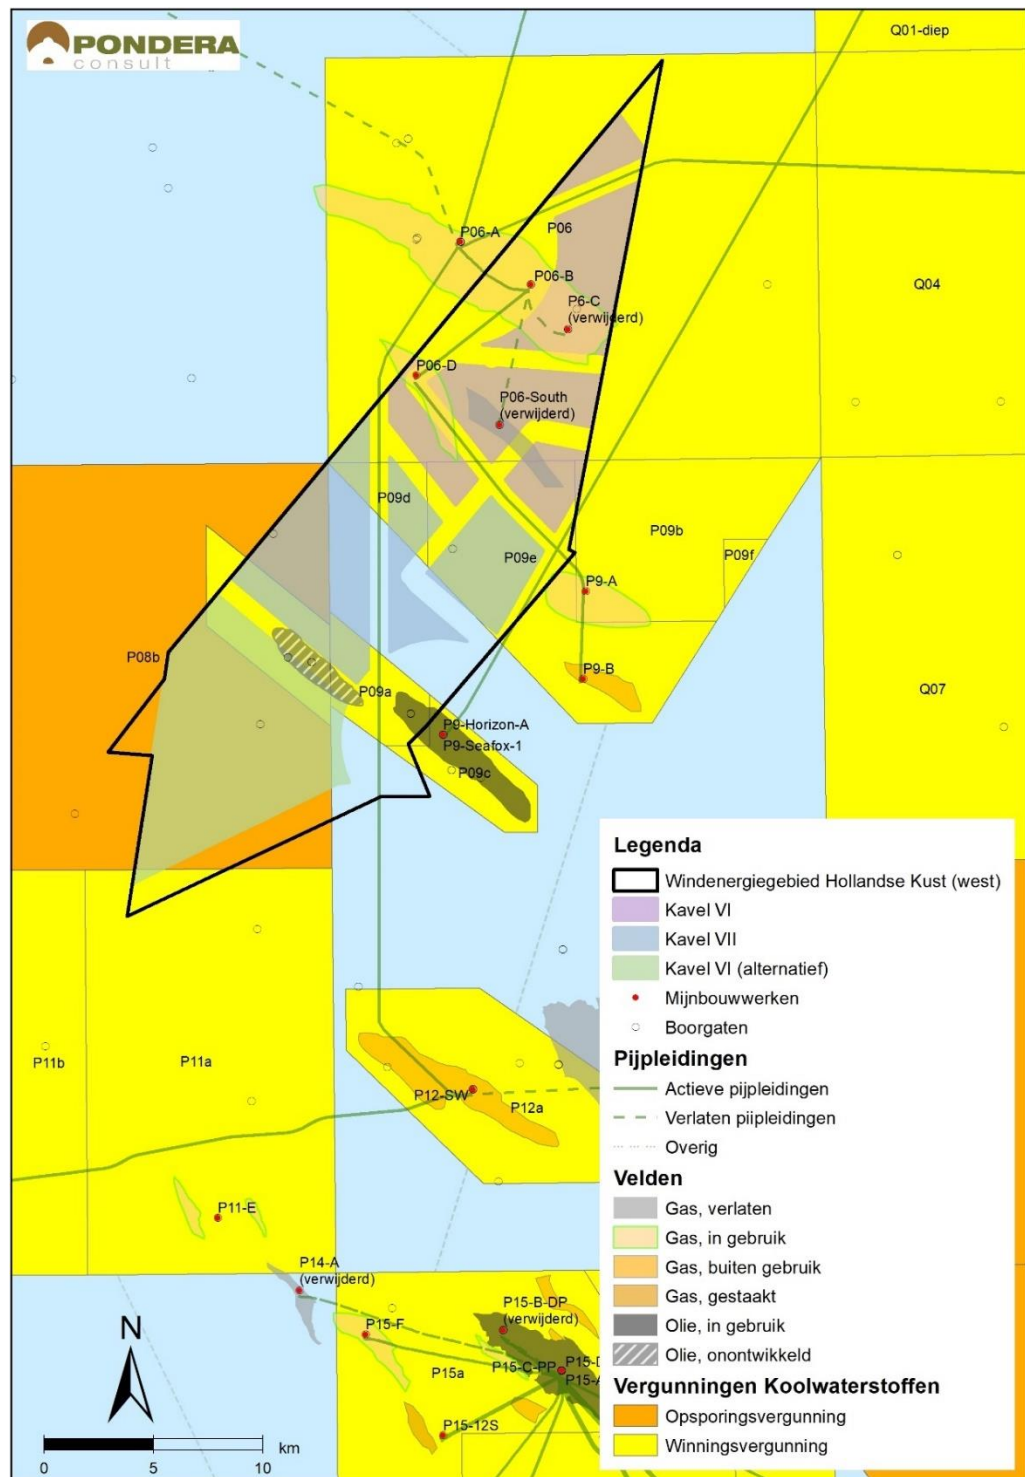 PONDERA
consult
Q01-diep
P06-A
P06
P06-B
Q04
P6-C
(verwijderd)
P06-D
P06-South
(verwijderd)
P09d
P09b
P09e
P09f
P9-A
P08b
P9-B
P09a
Q07
P9-Horizon-A
P9-Seafox-1
P09c
Legenda
Windenergiegebied Hollandse Kust (west)
Kavel VI
Kavel VII
Kavel VI (alternatief)
Mijnbouwwerken
Boorgaten
Pijpleidingen
Actieve pijpleidingen
Verlaten pijpleidingen
Overig
Velden
Gas, verlaten
Gas, in gebruik
Gas, buiten gebruik
Gas, gestaakt
Olie, in gebruik
Olie, onontwikkeld
Vergunningen Koolwaterstoffen
Opsporingsvergunning
Winningsvergunning
P11b
P11a
P12-SW
P12a
P11-E
P14-A
(verwijderd)
P15-F
P15-B-DP
(verwijderd)
P15a
P15-C-PP
P15-12S
N
km
0 5 10